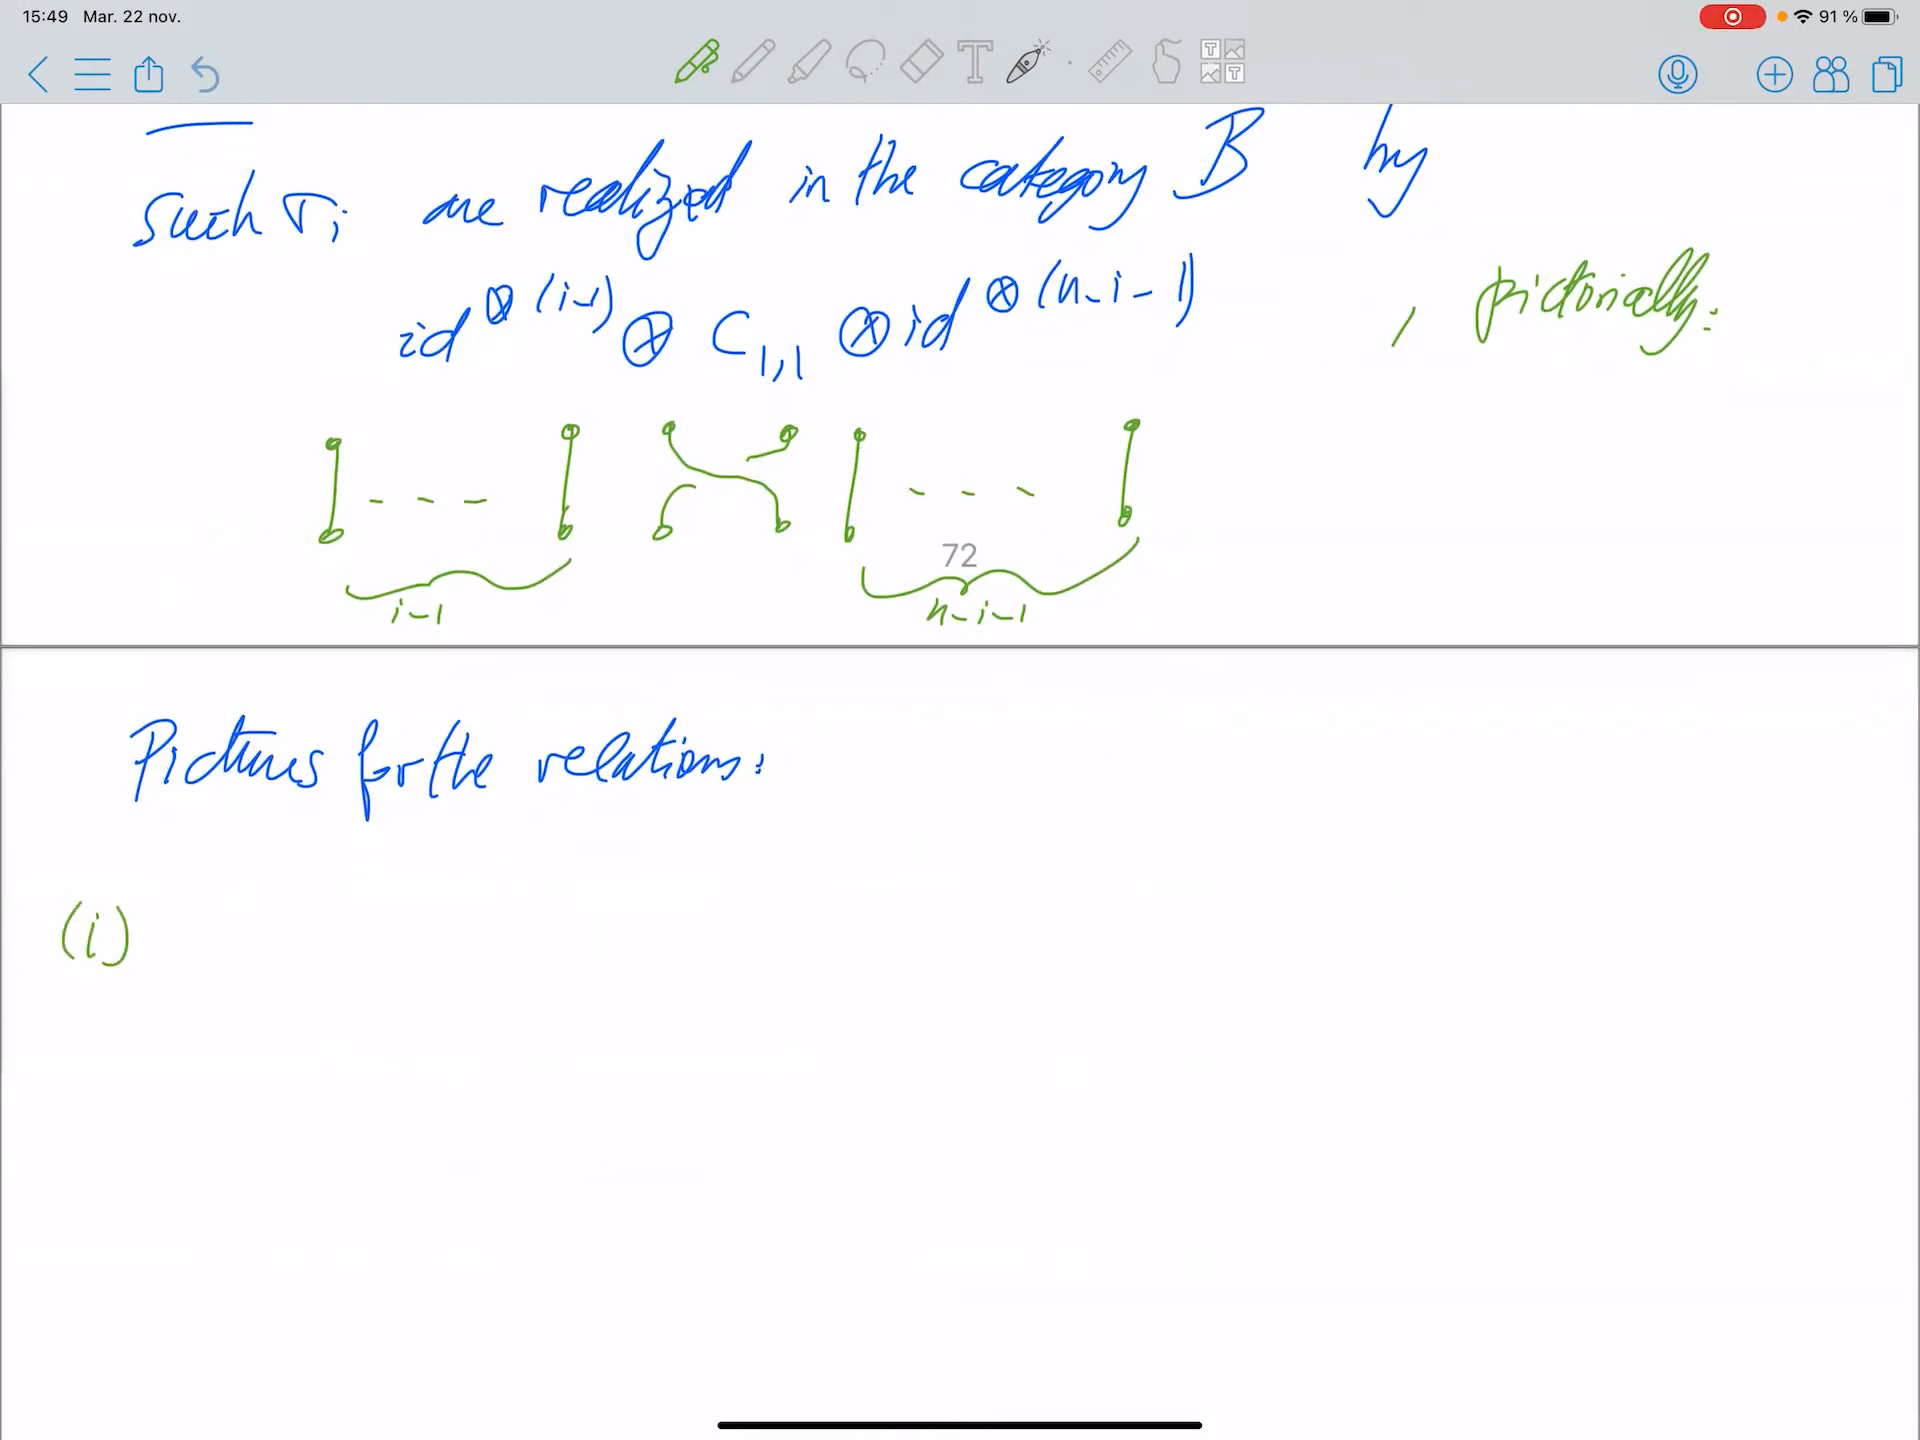 15:49 Mar. 22 nov. 91 %
such σi are realized in the category B by
id⊗(i-1) ⊗ C1,1 ⊗ id⊗(n-i-1) , pictorially:
72
i-1 n-i-1
Pictures for the relations:
(i)